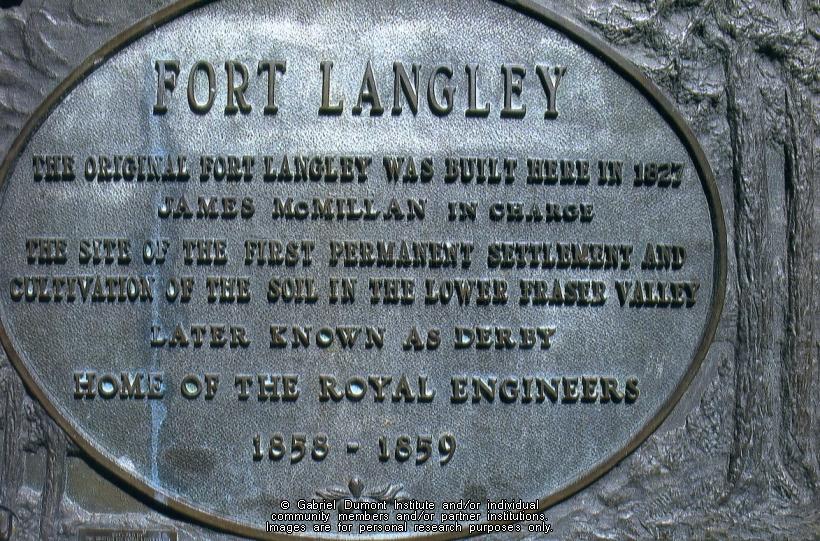 FORT LANGLEY
THE ORIGINAL FORT LANGLEY WAS BUILT HERE IN 1827
JAMES McMILLAN IN CHARGE
THE SITE OF THE FIRST PERMANENT SETTLEMENT AND
CULTIVATION OF THE SOIL IN THE LOWER FRASER VALLEY
LATER KNOWN AS DERBY
HOME OF THE ROYAL ENGINEERS
1858 - 1859
© Gabriel Dumont Institute and/or individual
community members and/or partner institutions.
Images are for personal research purposes only.